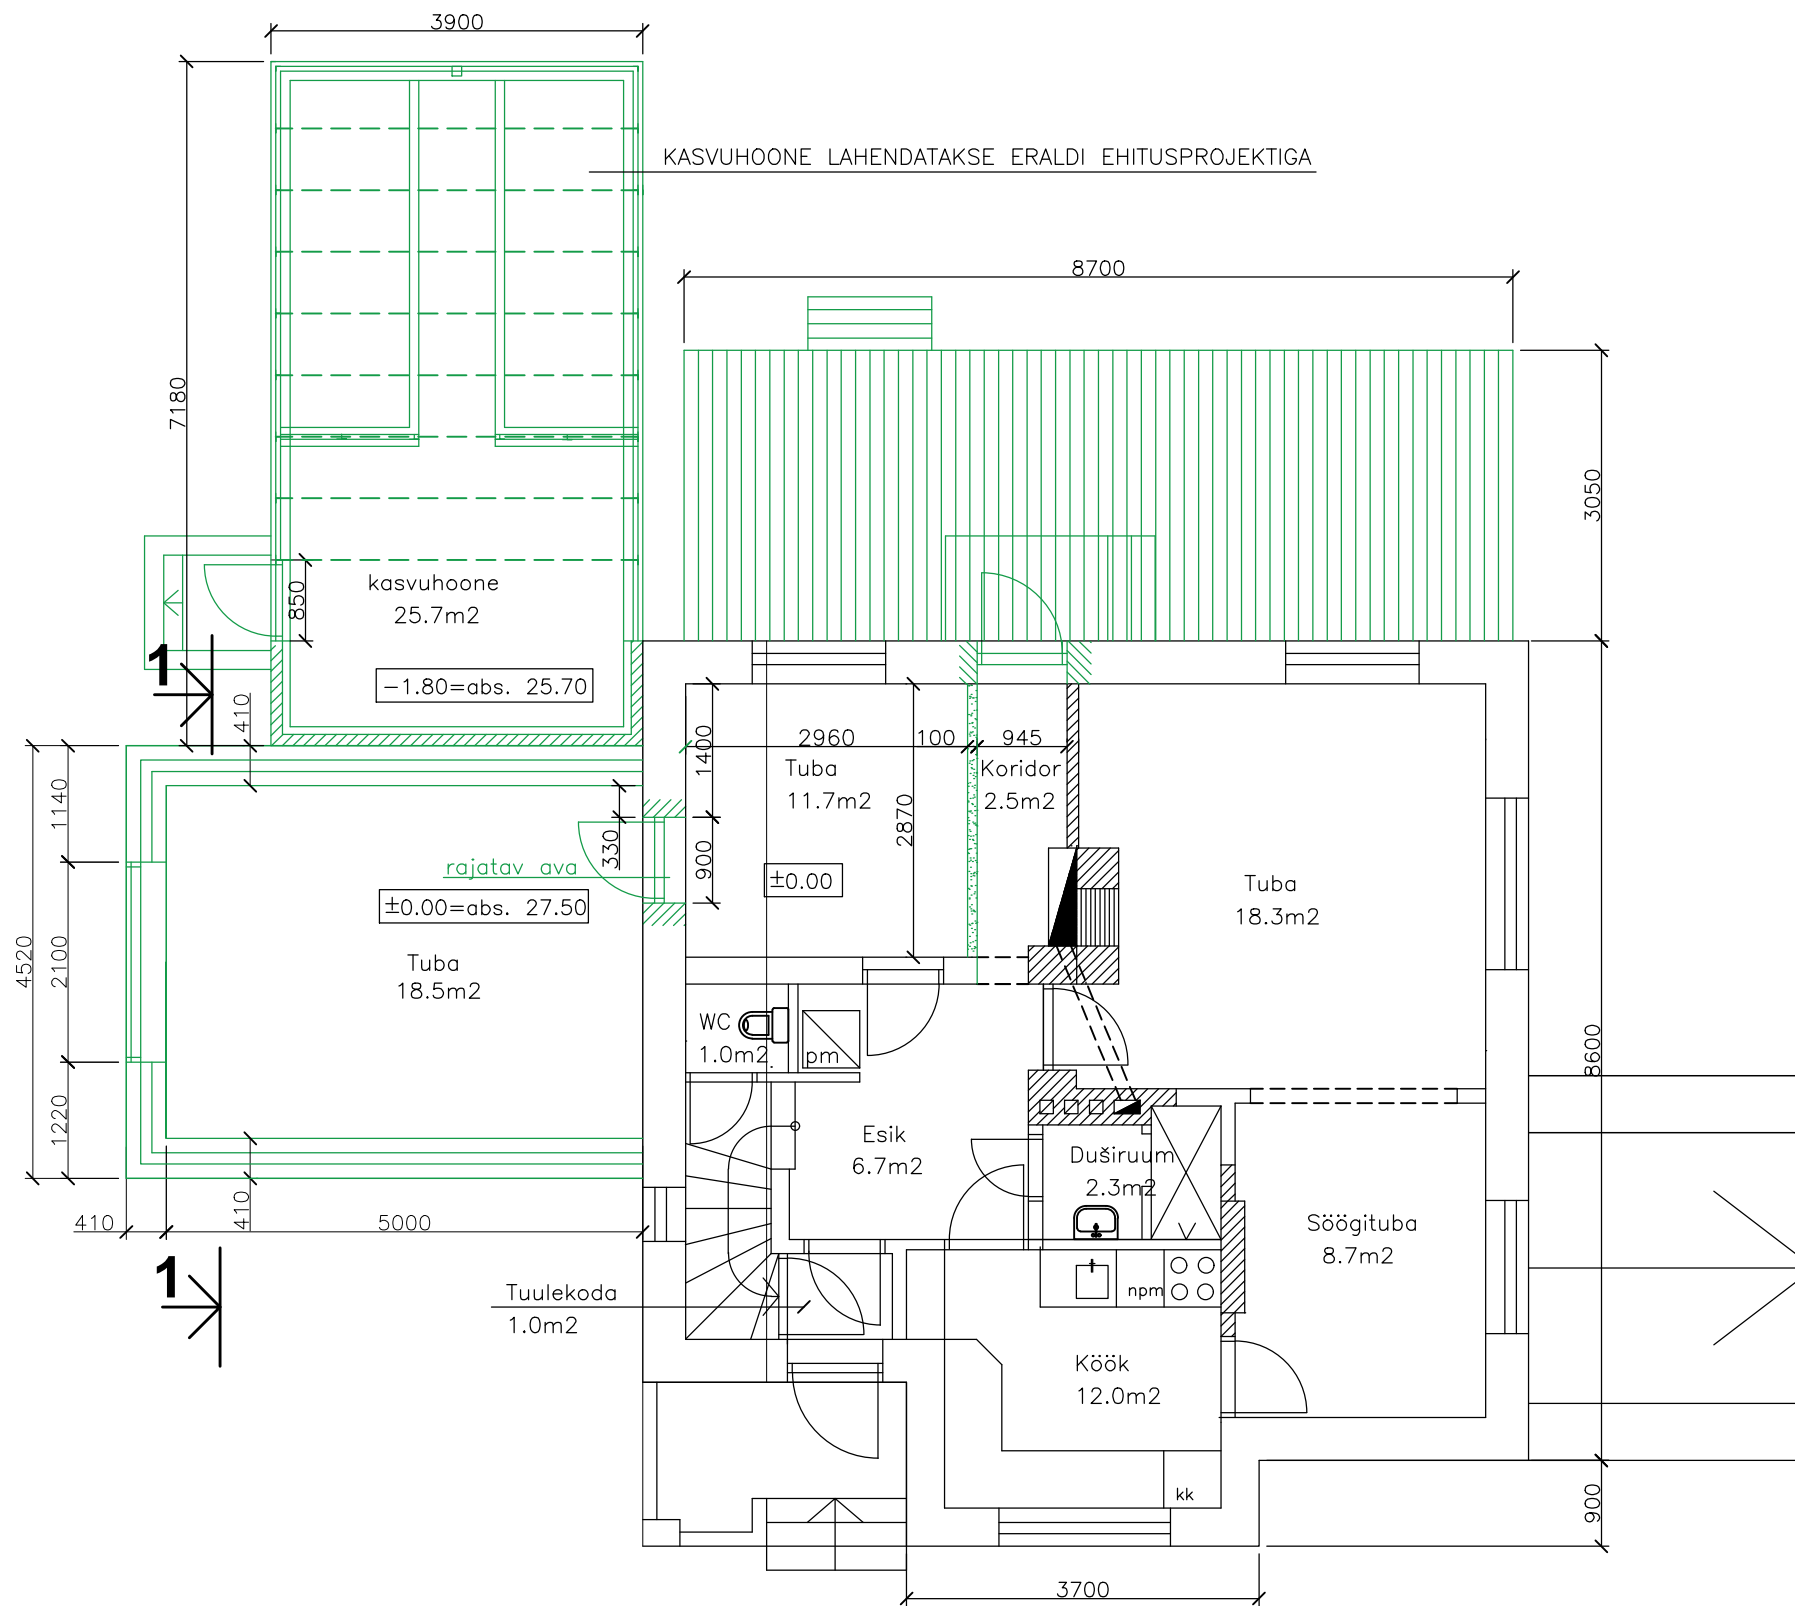 3900
KASVUHOONE LAHENDATAKSE ERALDI EHITUSPROJEKTIGA
8700
7180
3050
kasvuhoone
25.7m2
850
1
-1.80=abs. 25.70
410
1400
2960
100
945
Tuba
11.7m2
Koridor
2.5m2
1140
330
900
2870
rajatav ava
±0.00
±0.00=abs. 27.50
Tuba
18.3m2
4520
2100
Tuba
18.5m2
WC
1.0m2
pm
8600
1220
Esik
6.7m2
Duširuum
2.3m2
410
410
5000
Söögituba
8.7m2
1
Tuulekoda
1.0m2
npm
Köök
12.0m2
kk
900
3700